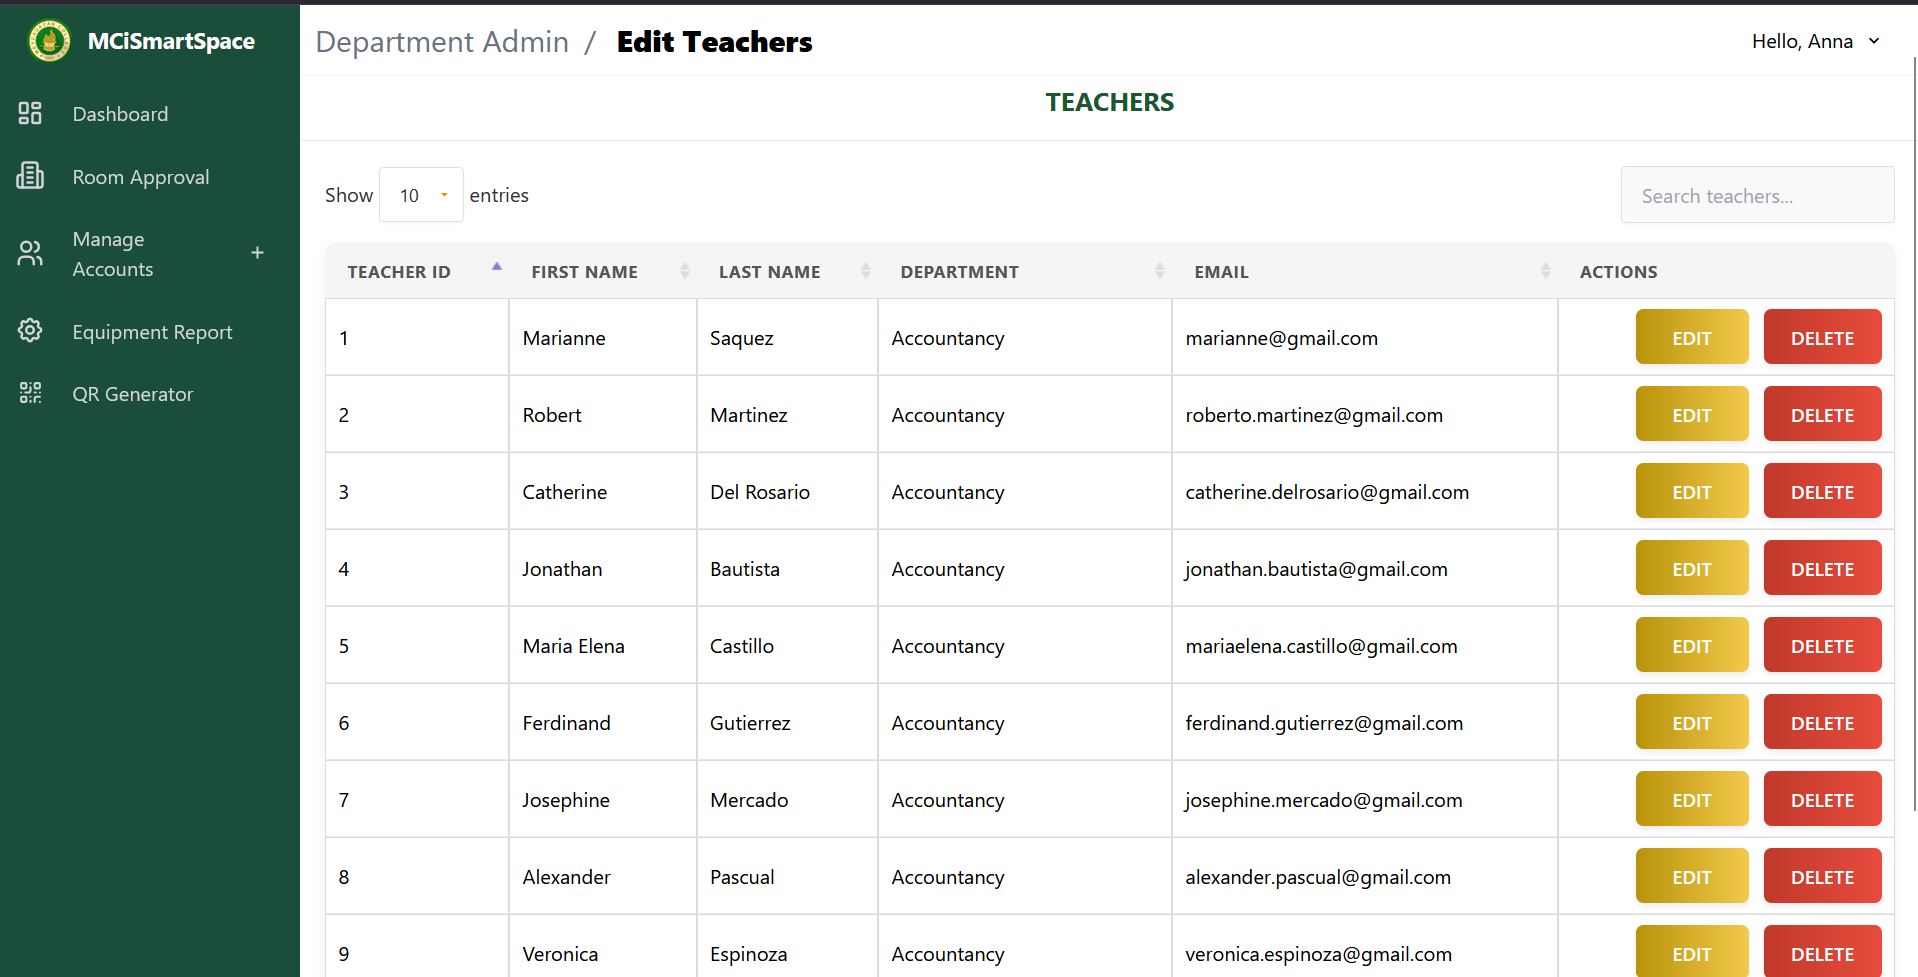 MCiSmartSpace
Department Admin / Edit Teachers
Hello, Anna
Dashboard
Room Approval
Manage
Accounts
+
Equipment Report
QR Generator
TEACHERS
Show 10 entries
Search teachers...
TEACHER ID FIRST NAME LAST NAME DEPARTMENT EMAIL ACTIONS
1 Marianne Saquez Accountancy marianne@gmail.com EDIT DELETE
2 Robert Martinez Accountancy roberto.martinez@gmail.com EDIT DELETE
3 Catherine Del Rosario Accountancy catherine.delrosario@gmail.com EDIT DELETE
4 Jonathan Bautista Accountancy jonathan.bautista@gmail.com EDIT DELETE
5 Maria Elena Castillo Accountancy mariaelena.castillo@gmail.com EDIT DELETE
6 Ferdinand Gutierrez Accountancy ferdinand.gutierrez@gmail.com EDIT DELETE
7 Josephine Mercado Accountancy josephine.mercado@gmail.com EDIT DELETE
8 Alexander Pascual Accountancy alexander.pascual@gmail.com EDIT DELETE
9 Veronica Espinoza Accountancy veronica.espinoza@gmail.com EDIT DELETE